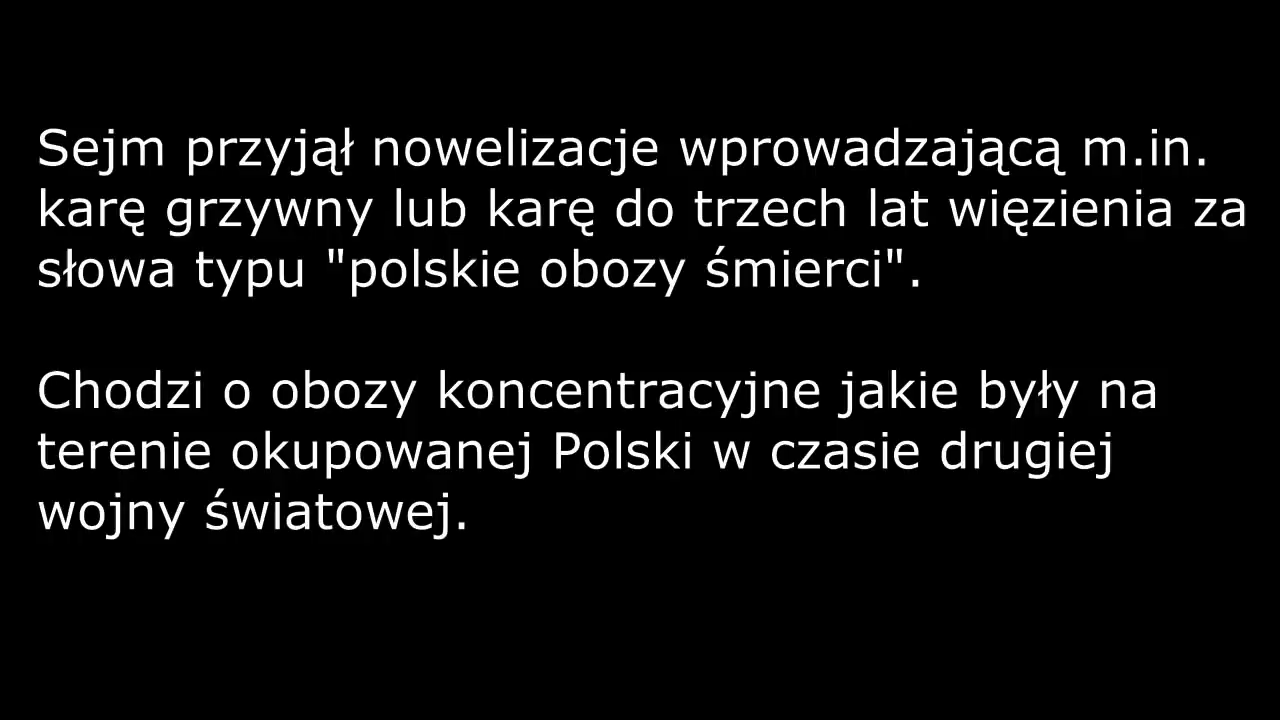 Sejm przyjął nowelizacje wprowadzającą m.in.
karę grzywny lub karę do trzech lat więzienia za
słowa typu "polskie obozy śmierci".
Chodzi o obozy koncentracyjne jakie były na
terenie okupowanej Polski w czasie drugiej
wojny światowej.